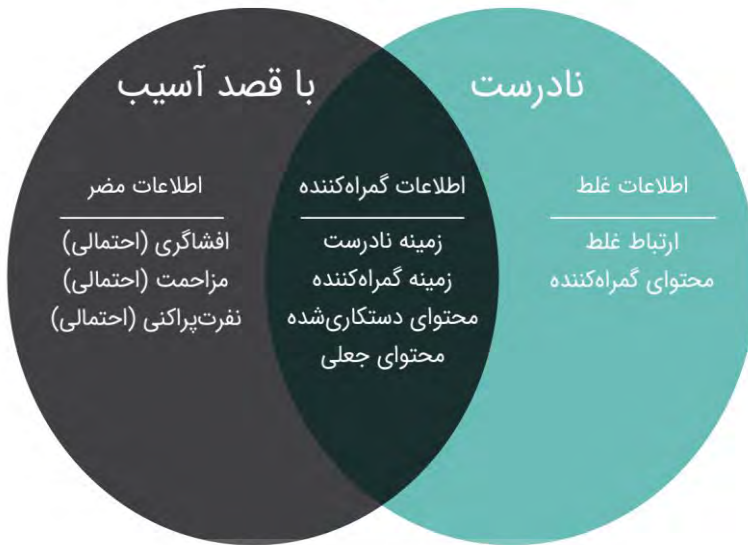 نادرست
با قصد آسیب
اطلاعات غلط
ارتباط غلط
محتوای گمراه‌کننده
اطلاعات گمراه‌کننده
زمینه نادرست
زمینه گمراه‌کننده
محتوای دستکاری‌شده
محتوای جعلی
اطلاعات مضر
افشاگری (احتمالی)
مزاحمت (احتمالی)
نفرت‌پراکنی (احتمالی)